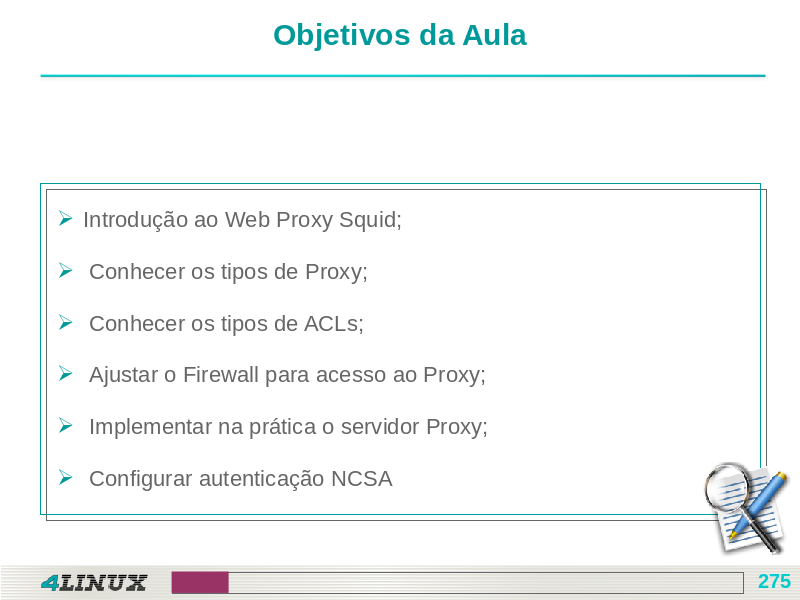 Objetivos da Aula
Introdução ao Web Proxy Squid;
Conhecer os tipos de Proxy;
Conhecer os tipos de ACLs;
Ajustar o Firewall para acesso ao Proxy;
Implementar na prática o servidor Proxy;
Configurar autenticação NCSA
4LINUX
275